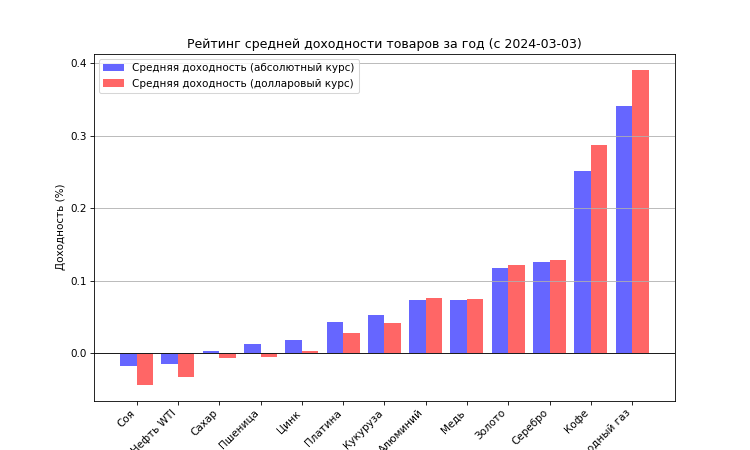 Рейтинг средней доходности товаров за год (с 2024-03-03)
Средняя доходность (абсолютный курс)
Средняя доходность (долларовый курс)
Доходность (%)
0.4
0.3
0.2
0.1
0.0
Соя
Нефть WTI
Сахар
Пшеница
Цинк
Платина
Кукуруза
Алюминий
Медь
Золото
Серебро
Кофе
газ